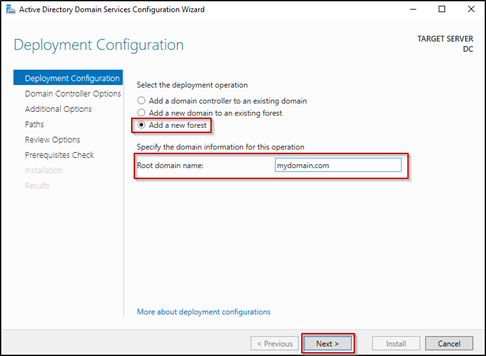 Active Directory Domain Services Configuration Wizard
Deployment Configuration
TARGET SERVER
DC
Deployment Configuration
Domain Controller Options
Additional Options
Paths
Review Options
Prerequisites Check
Installation
Results
Select the deployment operation
Add a domain controller to an existing domain
Add a new domain to an existing forest
Add a new forest
Specify the domain information for this operation
Root domain name: mydomain.com
More about deployment configurations
< Previous Next > Install Cancel